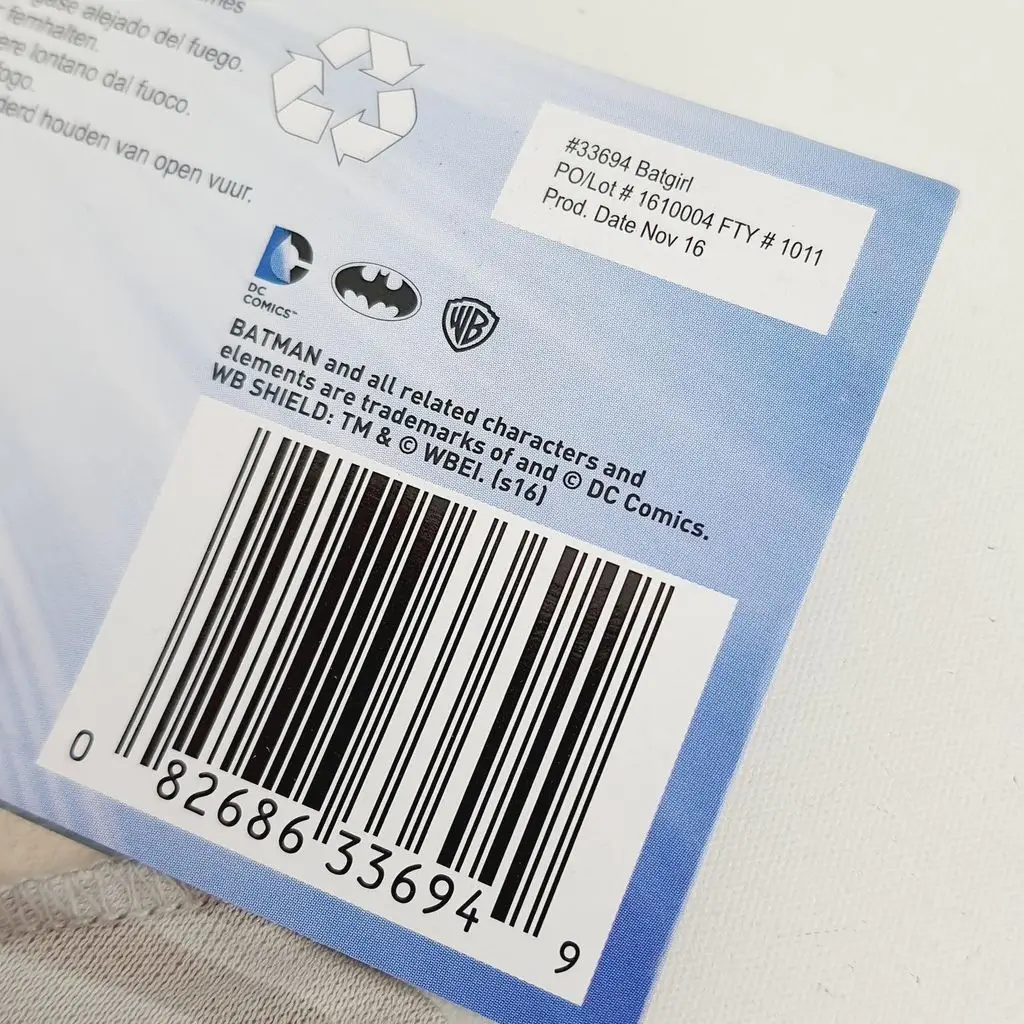 alejado del fuego.
fernhalten.
lontano dal fuoco.
houden van open vuur.
#33694 Batgirl
PO/Lot # 1610004 FTY # 1011
Prod. Date Nov 16
DC
COMICS™
WB
BATMAN and all related characters and
elements are trademarks of and © DC Comics.
WB SHIELD: TM & © WBEI. (s16)
0 82686 33694 9